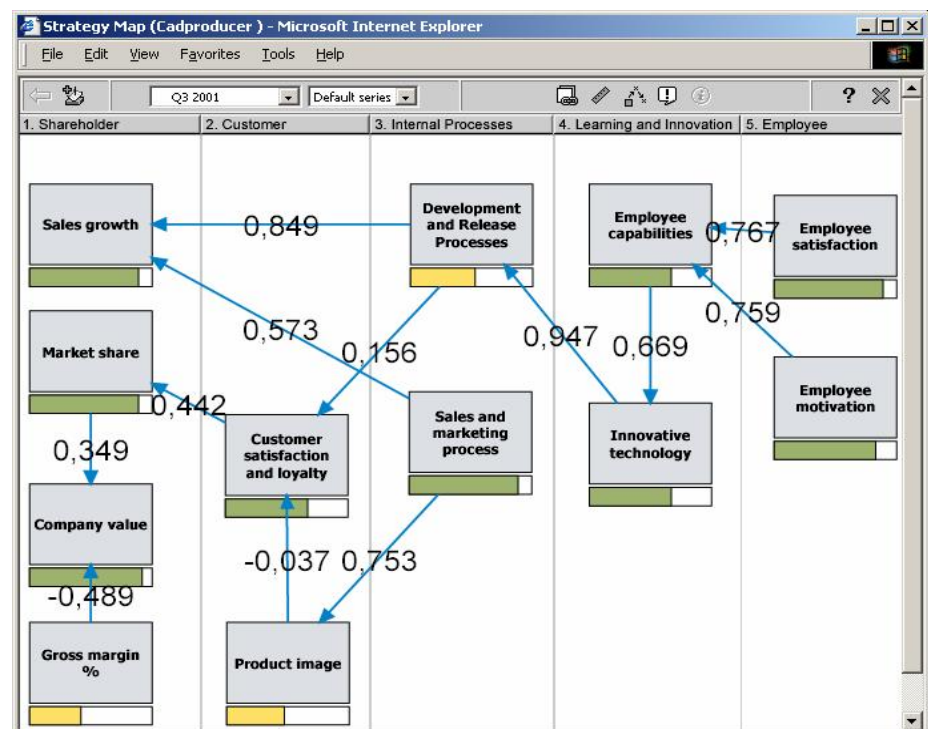 Strategy Map (Cadproducer ) - Microsoft Internet Explorer
File Edit View Favorites Tools Help
Q3 2001 Default series ?
1. Shareholder 2. Customer 3. Internal Processes 4. Learning and Innovation 5. Employee
Sales growth
0,849
Development
and Release
Processes
Employee
capabilities
0,767
Employee
satisfaction
Market share
0,573
0,156
0,947
0,669
0,759
0,442
Customer
satisfaction
and loyalty
Sales and
marketing
process
Innovative
technology
Employee
motivation
0,349
Company value
-0,489
-0,037
0,753
Gross margin
%
Product image